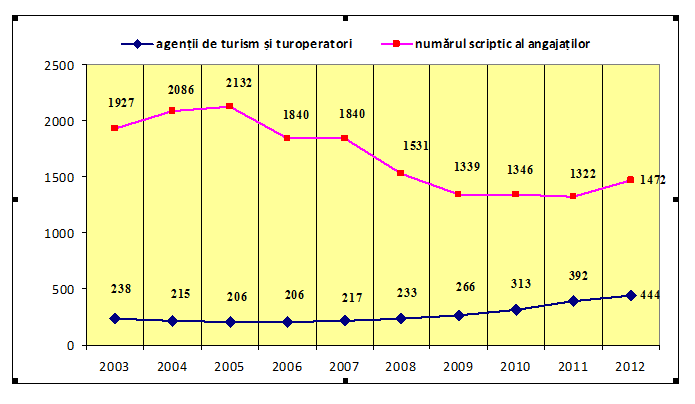 agenții de turism și turoperatori numărul scriptic al angajaților
2500
2000
1500
1000
500
0
1927 2086 2132 1840 1840 1531 1339 1346 1322 1472
238 215 206 206 217 233 266 313 392 444
2003 2004 2005 2006 2007 2008 2009 2010 2011 2012